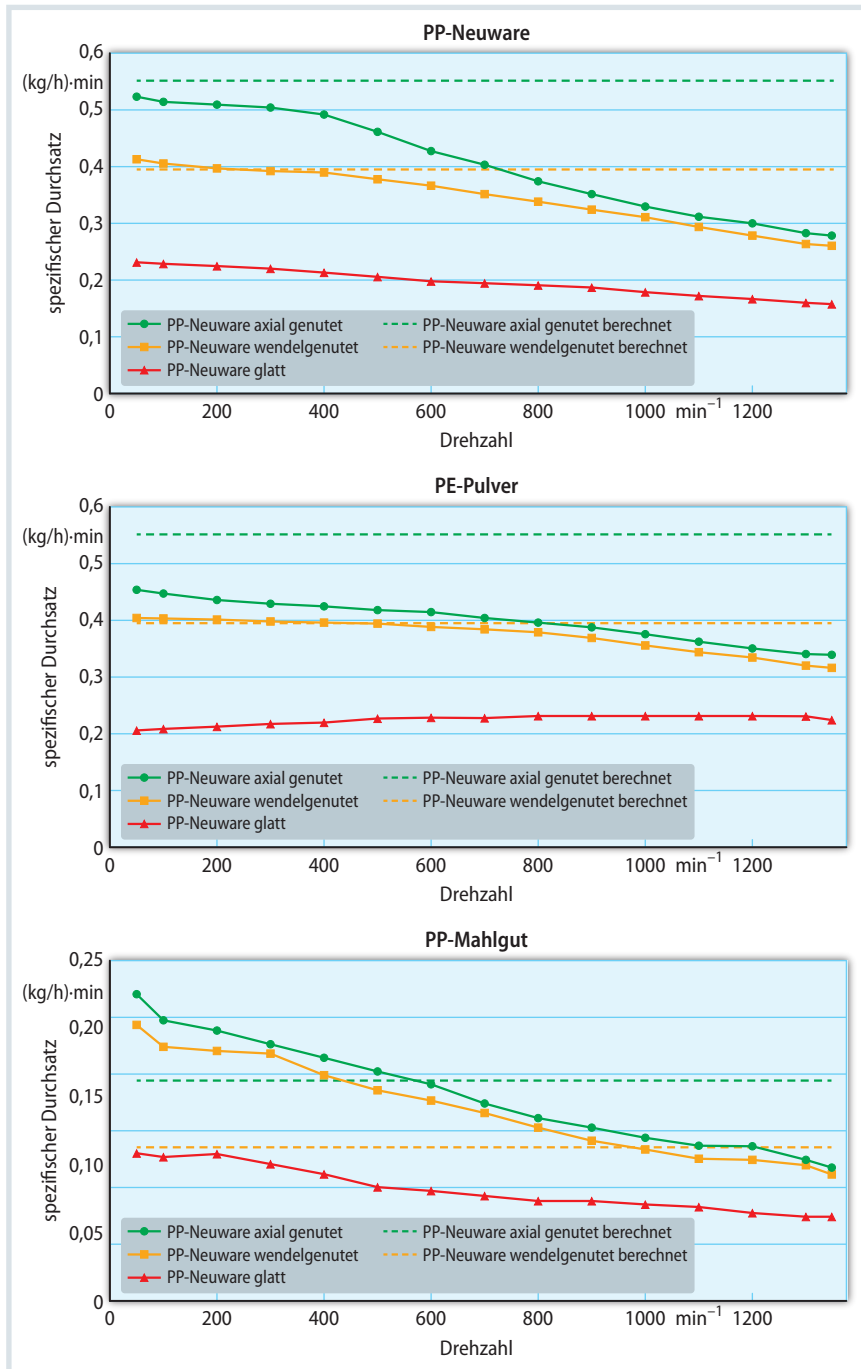 PP-Neuware
0,6
(kg/h)·min
0,5
0,4
0,3
0,2
0,1
0
spezifischer Durchsatz
PP-Neuware axial genutet
PP-Neuware axial genutet berechnet
PP-Neuware wendelgenutet
PP-Neuware wendelgenutet berechnet
PP-Neuware glatt
0 200 400 600 800 1000 min⁻¹ 1200
Drehzahl
PE-Pulver
0,6
(kg/h)·min
0,5
0,4
0,3
0,2
0,1
0
spezifischer Durchsatz
PP-Neuware axial genutet
PP-Neuware axial genutet berechnet
PP-Neuware wendelgenutet
PP-Neuware wendelgenutet berechnet
PP-Neuware glatt
0 200 400 600 800 1000 min⁻¹ 1200
Drehzahl
PP-Mahlgut
0,25
(kg/h)·min
0,20
0,15
0,10
0,05
0
spezifischer Durchsatz
PP-Neuware axial genutet
PP-Neuware axial genutet berechnet
PP-Neuware wendelgenutet
PP-Neuware wendelgenutet berechnet
PP-Neuware glatt
0 200 400 600 800 1000 min⁻¹ 1200
Drehzahl